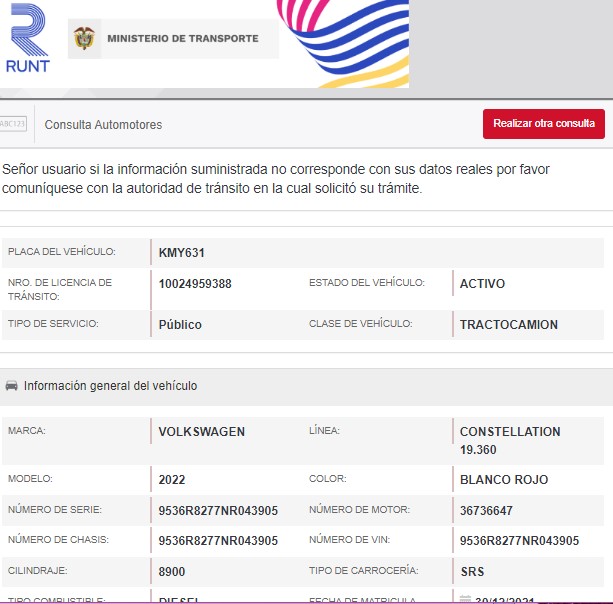 RUNT
MINISTERIO DE TRANSPORTE
ABC123
Consulta Automotores
Realizar otra consulta
Señor usuario si la información suministrada no corresponde con sus datos reales por favor
comuníquese con la autoridad de tránsito en la cual solicitó su trámite.
PLACA DEL VEHÍCULO: KMY631
NRO. DE LICENCIA DE TRÁNSITO: 10024959388 ESTADO DEL VEHÍCULO: ACTIVO
TIPO DE SERVICIO: Público CLASE DE VEHÍCULO: TRACTOCAMION
Información general del vehículo
MARCA: VOLKSWAGEN LÍNEA: CONSTELLATION 19.360
MODELO: 2022 COLOR: BLANCO ROJO
NÚMERO DE SERIE: 9536R8277NR043905 NÚMERO DE MOTOR: 36736647
NÚMERO DE CHASIS: 9536R8277NR043905 NÚMERO DE VIN: 9536R8277NR043905
CILINDRAJE: 8900 TIPO DE CARROCERÍA: SRS
TIPO COMBUSTIBLE: DIESEL FECHA DE MATRICULA 30/12/2021